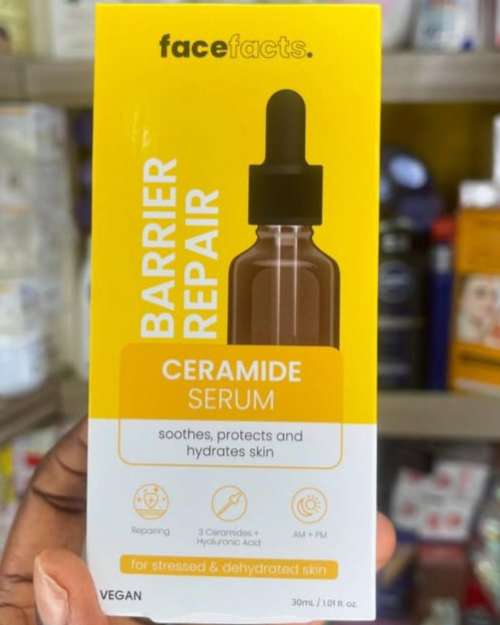 facefacts.
BARRIER
REPAIR
CERAMIDE
SERUM
soothes, protects and
hydrates skin
Repairing
3 Ceramides +
Hyaluronic Acid
AM + PM
for stressed & dehydrated skin
VEGAN
30mL / 1.01 fl. oz.